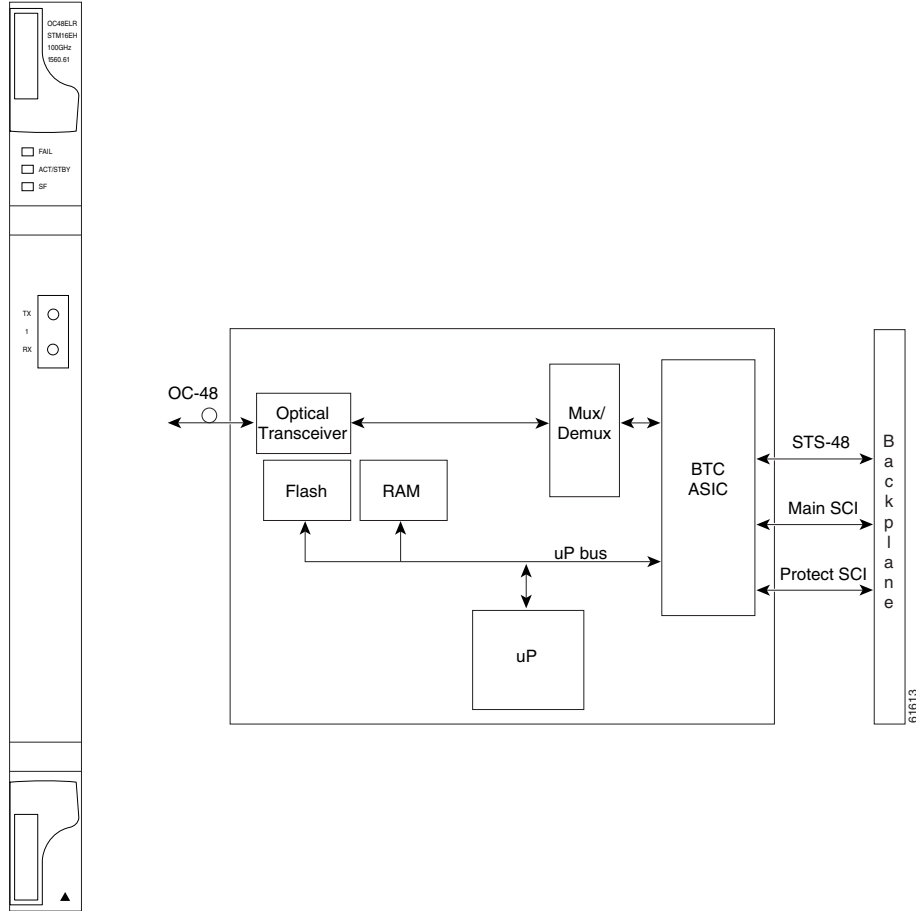 OC48ELR
STM16EH
100GHz
1560.61
FAIL
ACT/STBY
SF
TX
1
RX
OC-48
Optical
Transceiver
Mux/
Demux
BTC
ASIC
Flash
RAM
uP bus
uP
STS-48
Main SCI
Protect SCI
Backplane
61613